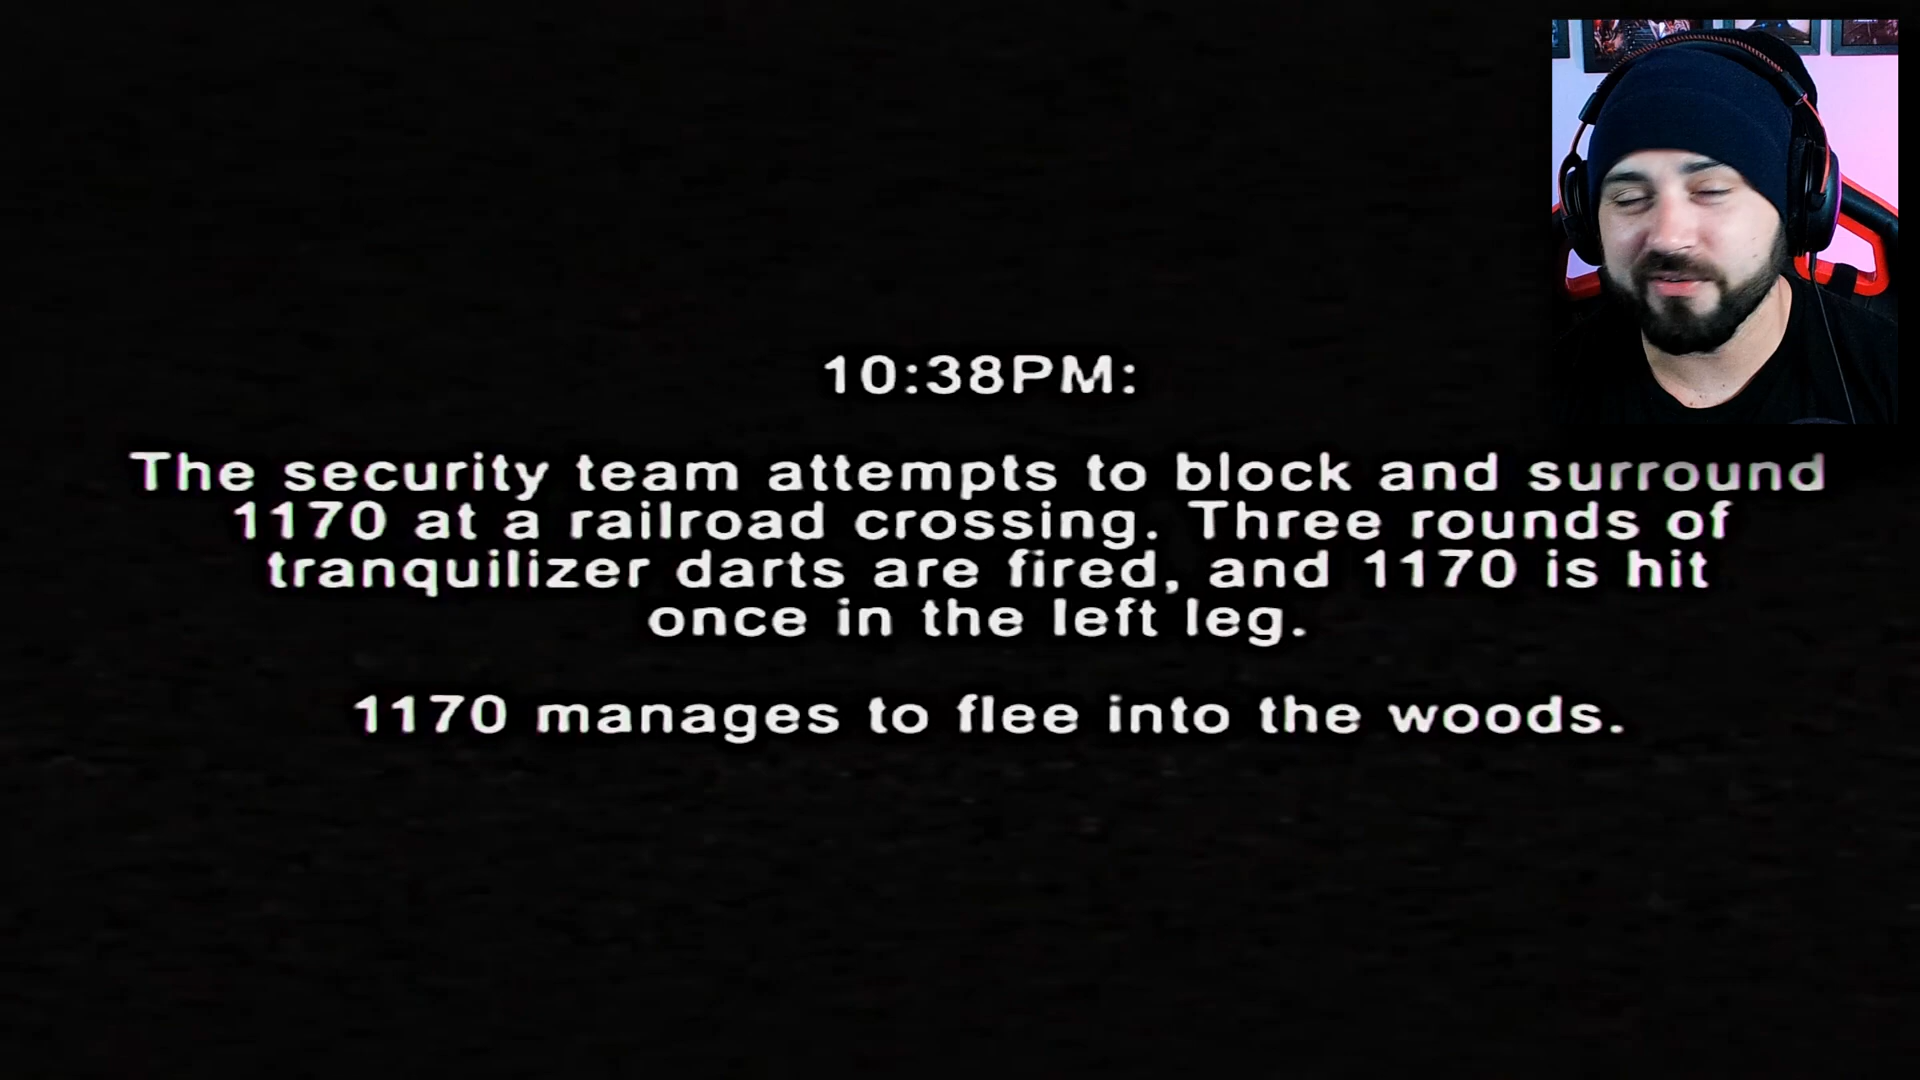 10:38PM:
The security team attempts to block and surround
1170 at a railroad crossing. Three rounds of
tranquilizer darts are fired, and 1170 is hit
once in the left leg.
1170 manages to flee into the woods.